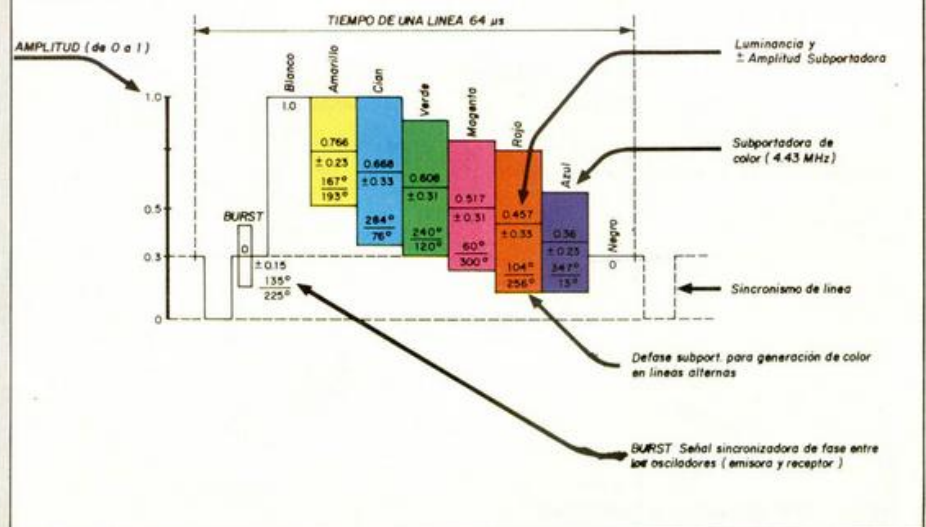 TIEMPO DE UNA LINEA 64 µs
AMPLITUD (de 0 a 1)
Luminancia y
± Amplitud Subportadora
Blanco
Amarillo
Cian
Verde
Magenta
Rojo
Azul
Negro
1.0
0.5
0.3
0
1.0
0.766
±0.23
167°
193°
0.668
±0.33
284°
76°
0.608
±0.31
240°
120°
0.517
±0.31
60°
300°
0.457
±0.33
104°
256°
0.36
±0.23
347°
13°
0
Subportadora de
color (4.43 MHz)
BURST
0
±0.15
135°
225°
Sincronismo de linea
Defase subport. para generación de color
en lineas alternas
BURST Señal sincronizadora de fase entre
los osciladores (emisora y receptor)